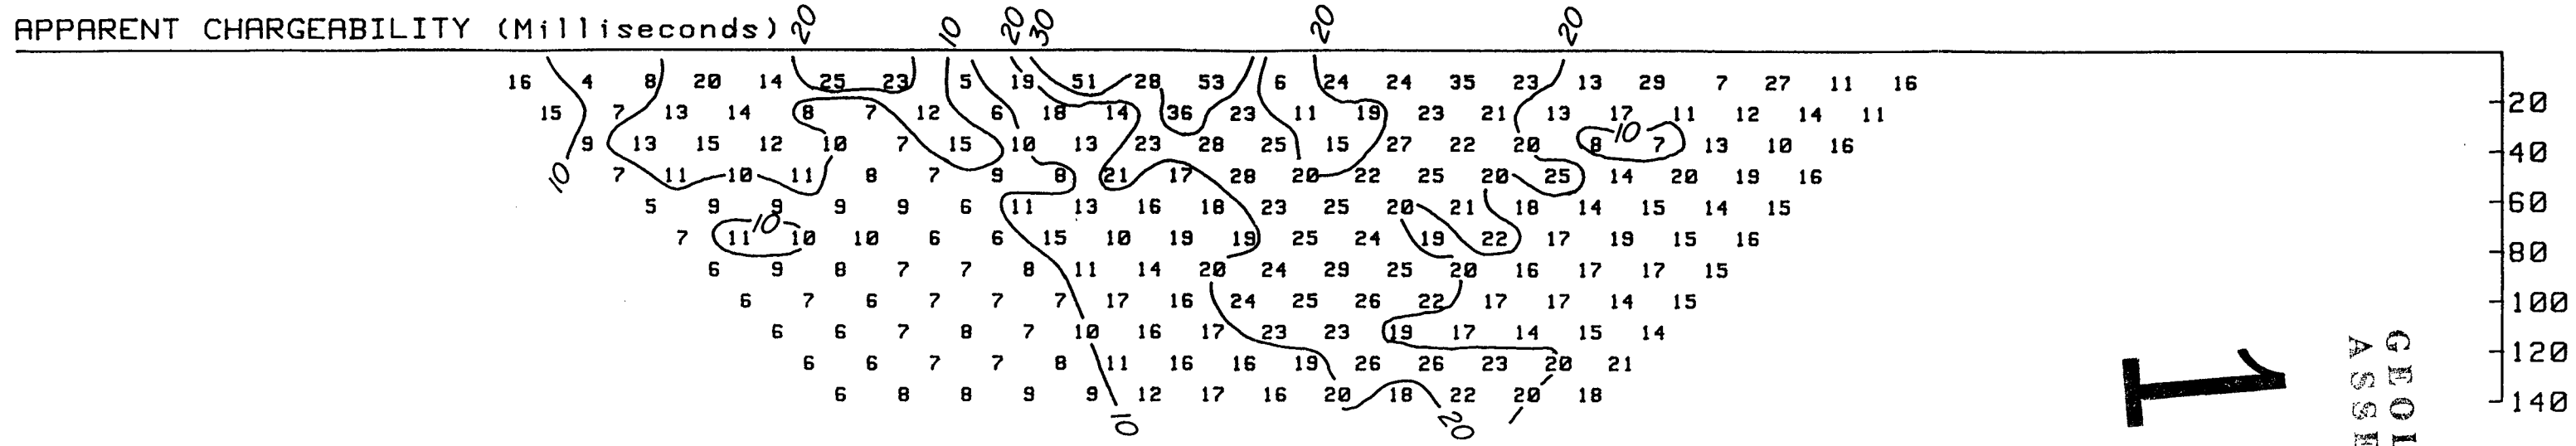 20 10 20 30 20 20
APPARENT CHARGEABILITY (Milliseconds)
16 4 8 20 14 25 23 5 19 51 28 53 6 24 24 35 23 13 29 7 27 11 16
15 7 13 14 8 7 12 6 18 14 36 23 11 19 23 21 13 17 11 12 14 11 20
9 13 15 12 10 7 15 10 13 23 28 25 15 27 22 20 8 10 7 13 10 16 40
10 7 11 10 11 8 7 9 8 21 17 28 20 22 25 20 25 14 20 19 16
5 9 9 9 9 6 11 13 16 18 23 25 20 21 18 14 15 14 15 60
10
7 11 10 10 6 6 15 10 19 19 25 24 19 22 17 19 15 16
6 9 8 7 7 8 11 14 20 24 29 25 20 16 17 17 15 80
6 7 6 7 7 7 17 16 24 25 26 22 17 17 14 15 100
6 6 7 8 7 10 16 17 23 23 19 17 14 15 14
6 6 7 7 8 11 16 16 19 26 26 23 20 21 120
6 8 8 9 9 12 17 16 20 18 22 20 18 140
10 20
1
GEOL
ASSE